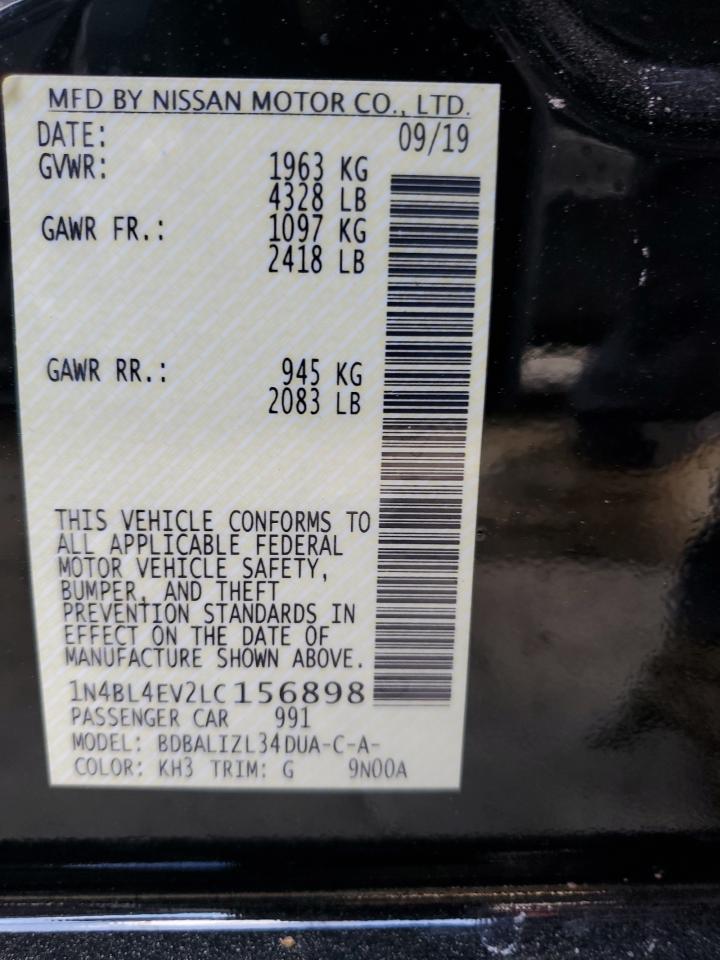 MFD BY NISSAN MOTOR CO., LTD.
DATE: 09/19
GVWR: 1963 KG
4328 LB
GAWR FR.: 1097 KG
2418 LB
GAWR RR.: 945 KG
2083 LB
THIS VEHICLE CONFORMS TO
ALL APPLICABLE FEDERAL
MOTOR VEHICLE SAFETY,
BUMPER, AND THEFT
PREVENTION STANDARDS IN
EFFECT ON THE DATE OF
MANUFACTURE SHOWN ABOVE.
1N4BL4EV2LC156898
PASSENGER CAR 991
MODEL: BDBALIZL34DUA-C-A-
COLOR: KH3 TRIM: G 9N00A